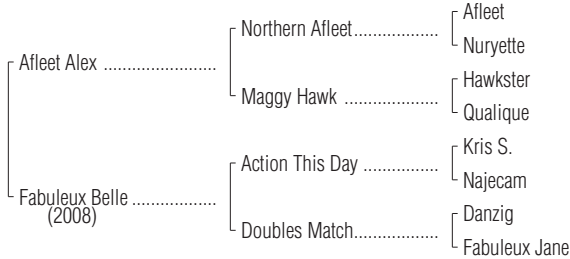 Afleet
Northern Afleet....................
Nuryette
Afleet Alex .......................
Hawkster
Maggy Hawk ....................
Qualique
Kris S.
Action This Day ................
Najecam
Fabuleux Belle .................
(2008)
Danzig
Doubles Match..................
Fabuleux Jane